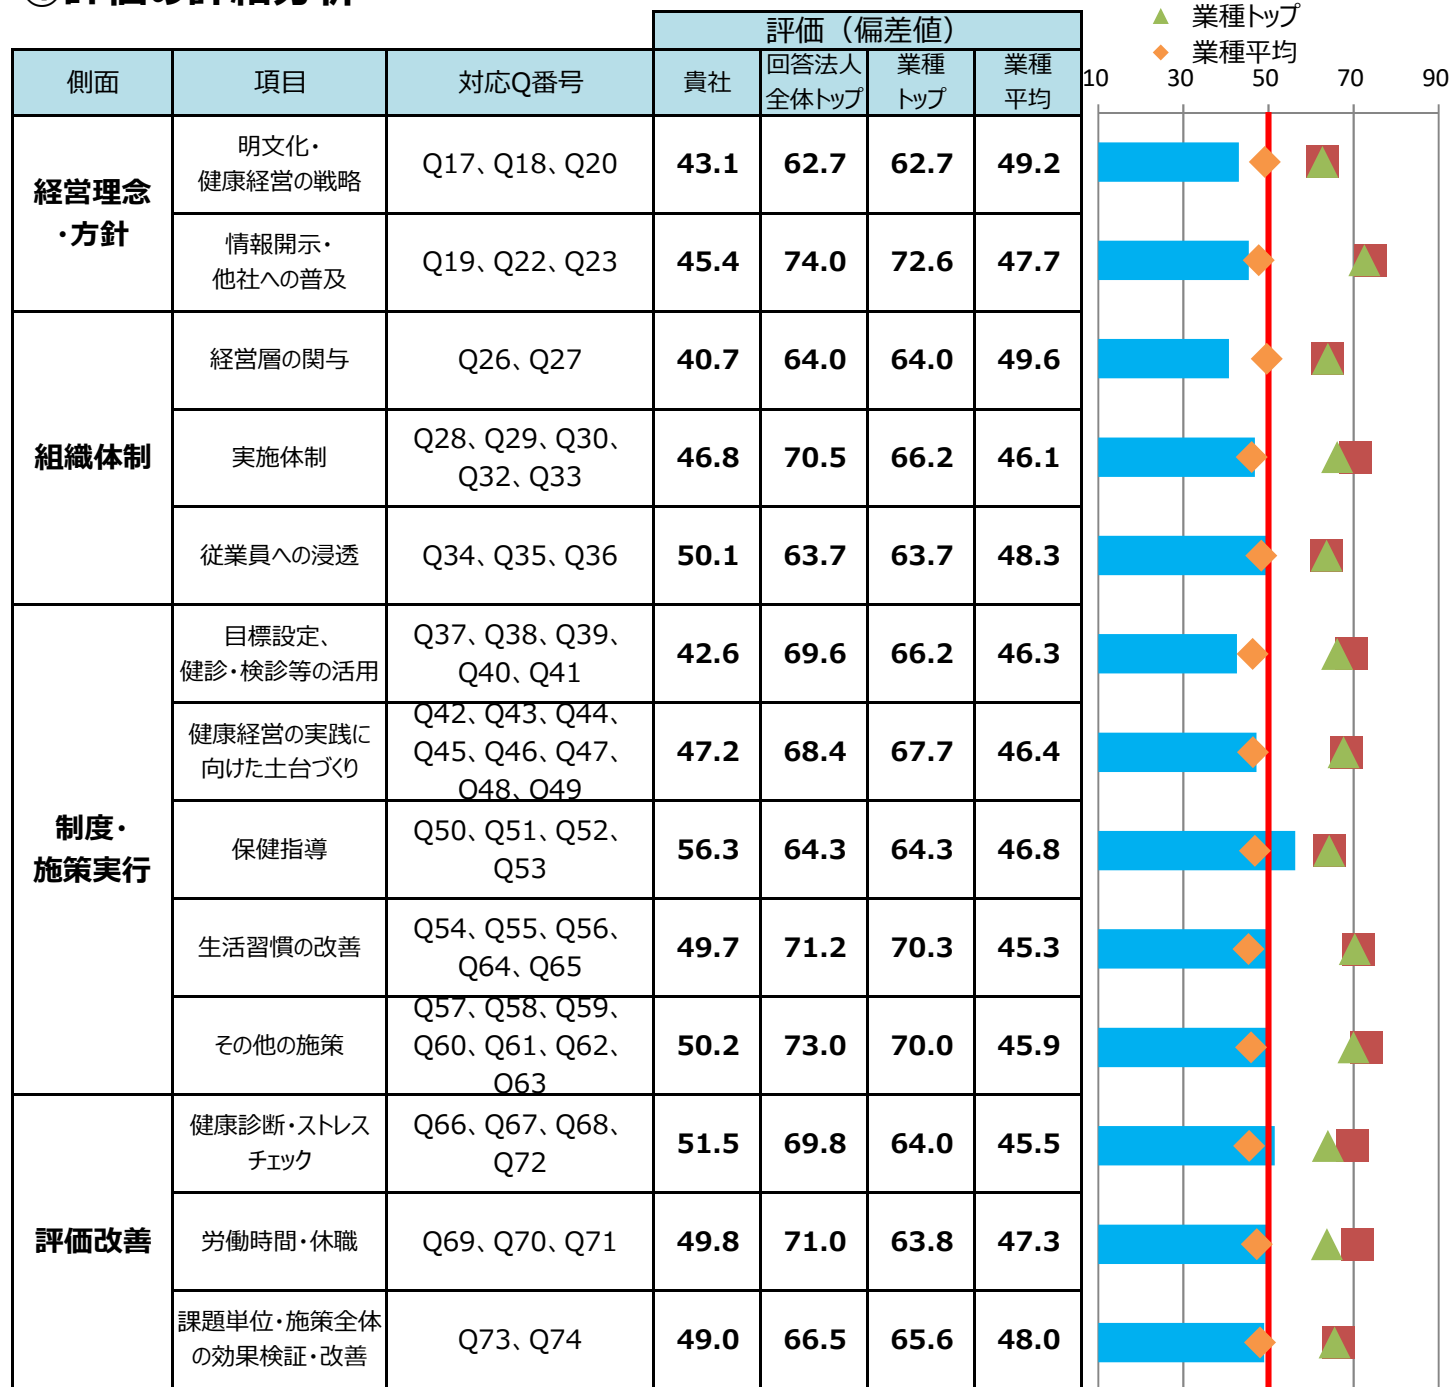 評価（偏差値）
側面 項目 対応Q番号 貴社 回答法人 業種 業種
全体トップ トップ 平均
▲ 業種トップ
◆ 業種平均
10 30 50 70 90
経営理念
・方針
明文化・
健康経営の戦略
Q17、Q18、Q20
43.1 62.7 62.7 49.2
情報開示・
他社への普及
Q19、Q22、Q23
45.4 74.0 72.6 47.7
組織体制
経営層の関与
Q26、Q27
40.7 64.0 64.0 49.6
実施体制
Q28、Q29、Q30、
Q32、Q33
46.8 70.5 66.2 46.1
従業員への浸透
Q34、Q35、Q36
50.1 63.7 63.7 48.3
制度・
施策実行
目標設定、
健診・検診等の活用
Q37、Q38、Q39、
Q40、Q41
42.6 69.6 66.2 46.3
健康経営の実践に
向けた土台づくり
Q42、Q43、Q44、
Q45、Q46、Q47、
Q48、Q49
47.2 68.4 67.7 46.4
保健指導
Q50、Q51、Q52、
Q53
56.3 64.3 64.3 46.8
生活習慣の改善
Q54、Q55、Q56、
Q64、Q65
49.7 71.2 70.3 45.3
その他の施策
Q57、Q58、Q59、
Q60、Q61、Q62、
Q63
50.2 73.0 70.0 45.9
評価改善
健康診断・ストレス
チェック
Q66、Q67、Q68、
Q72
51.5 69.8 64.0 45.5
労働時間・休職
Q69、Q70、Q71
49.8 71.0 63.8 47.3
課題単位・施策全体
の効果検証・改善
Q73、Q74
49.0 66.5 65.6 48.0